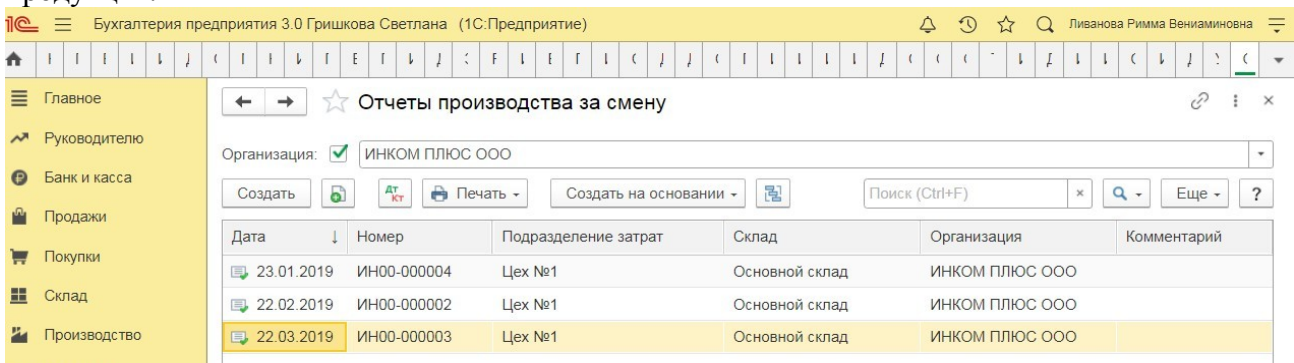 Бухгалтерия предприятия 3.0 Гришкова Светлана (1С:Предприятие) Ливанова Римма Вениаминовна
Главное
Отчеты производства за смену
Руководителю
Организация: ИНКОМ ПЛЮС ООО
Банк и касса
Создать Дт Кт Печать Создать на основании Поиск (Ctrl+F) × Еще ?
Продажи
Дата ↓ Номер Подразделение затрат Склад Организация Комментарий
Покупки
23.01.2019 ИН00-000004 Цех №1 Основной склад ИНКОМ ПЛЮС ООО
Склад
22.02.2019 ИН00-000002 Цех №1 Основной склад ИНКОМ ПЛЮС ООО
Производство
22.03.2019 ИН00-000003 Цех №1 Основной склад ИНКОМ ПЛЮС ООО